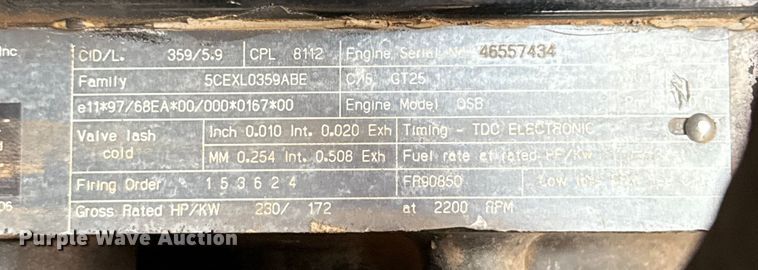 Inc
CID/L. 359/5.9 CPL 8112 Engine Serial No. 46557434
Family 5CEXL0359ABE C/S GT25
e11*97/68EA*00/000*0167*00 Engine Model QSB
Valve lash cold Inch 0.010 Int. 0.020 Exh Timing - TDC ELECTRONIC
MM 0.254 Int. 0.508 Exh Fuel rate at rated HP/KW
Firing Order 1 5 3 6 2 4 FR90850 Low
Gross Rated HP/KW 230/ 172 at 2200 RPM
Purple Wave Auction